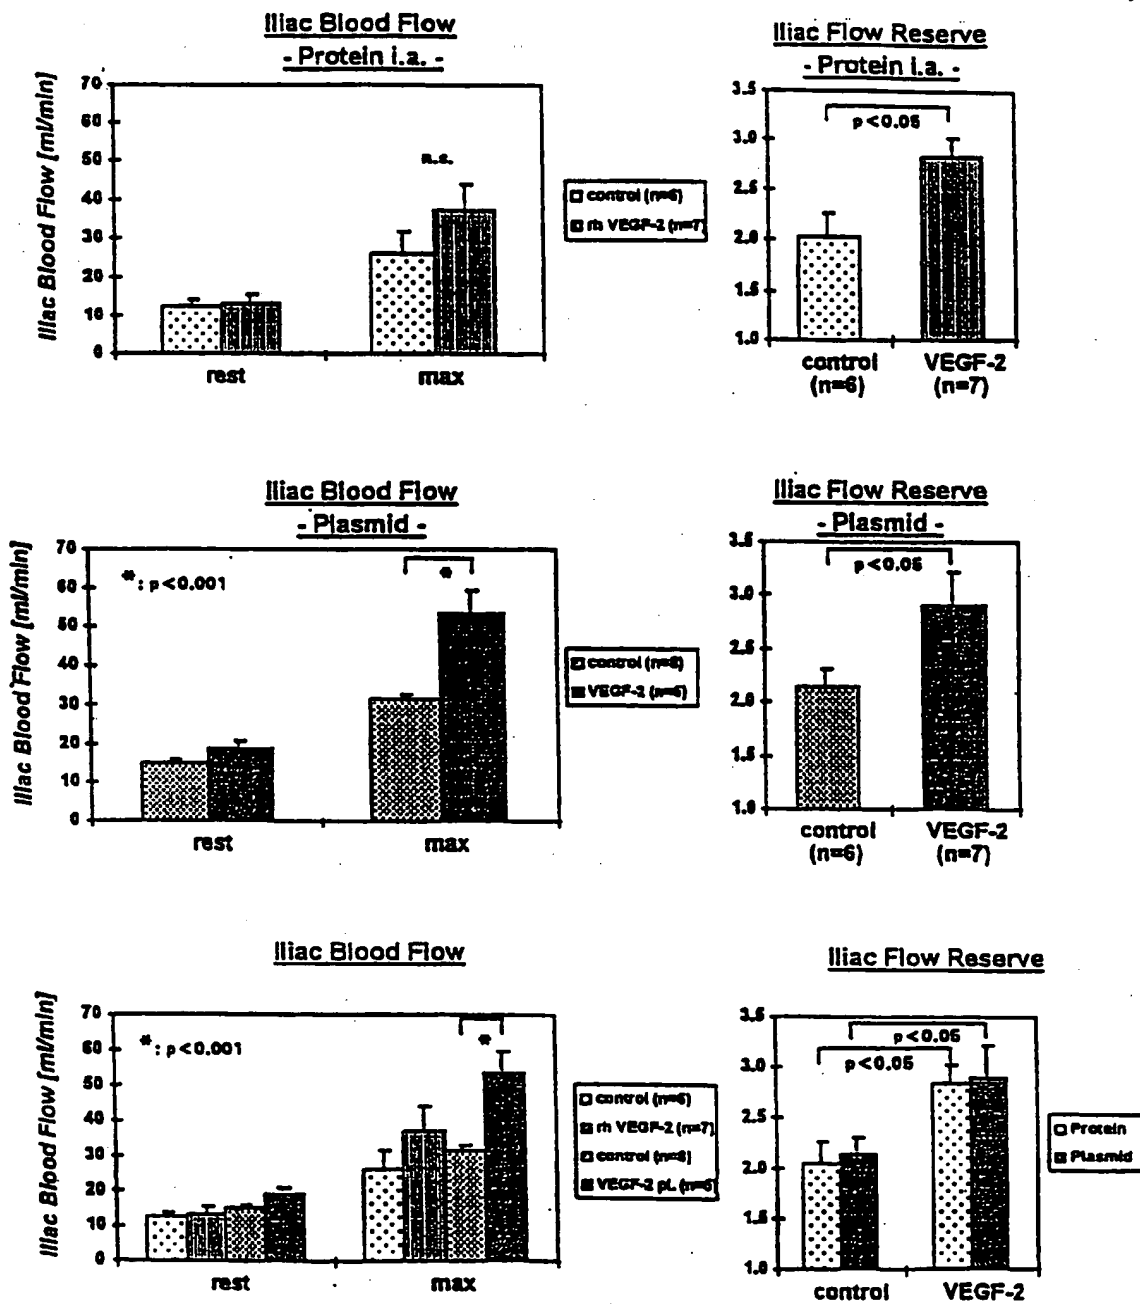 Iliac Blood Flow
- Protein i.a. -
Iliac Blood Flow [ml/min]
70
60
50
40
30
20
10
0
n.s.
rest
max
control (n=6)
rh VEGF-2 (n=7)
Iliac Flow Reserve
- Protein i.a. -
3.5
3.0
2.5
2.0
1.5
1.0
p<0.05
control
(n=6)
VEGF-2
(n=7)
Iliac Blood Flow
- Plasmid -
Iliac Blood Flow [ml/min]
70
60
50
40
30
20
10
0
*: p<0.001
*
rest
max
control (n=8)
VEGF-2 (n=6)
Iliac Flow Reserve
- Plasmid -
3.5
3.0
2.5
2.0
1.5
1.0
p<0.05
control
(n=6)
VEGF-2
(n=7)
Iliac Blood Flow
Iliac Blood Flow [ml/min]
70
60
50
40
30
20
10
0
*: p<0.001
*
rest
max
control (n=6)
rh VEGF-2 (n=7)
control (n=8)
VEGF-2 pl. (n=6)
Iliac Flow Reserve
3.5
3.0
2.5
2.0
1.5
1.0
p<0.05
p<0.05
control
VEGF-2
Protein
Plasmid